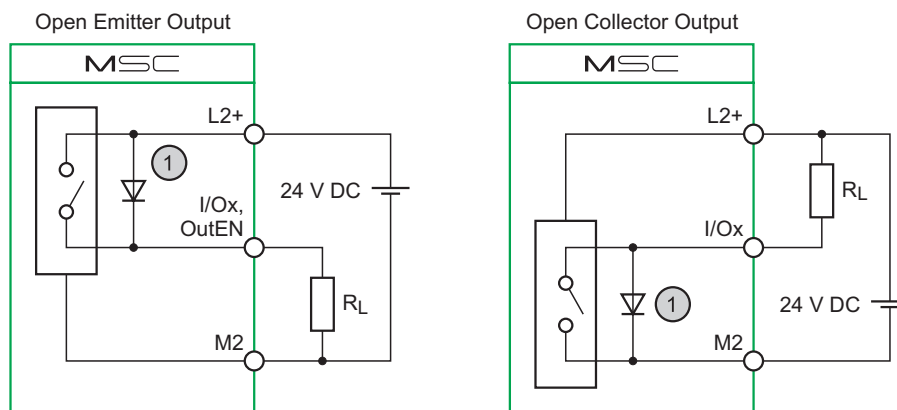 Open Emitter Output
MSC
L2+
1
24 V DC
I/Ox,
OutEN
RL
M2
Open Collector Output
MSC
L2+
RL
I/Ox
1
24 V DC
M2